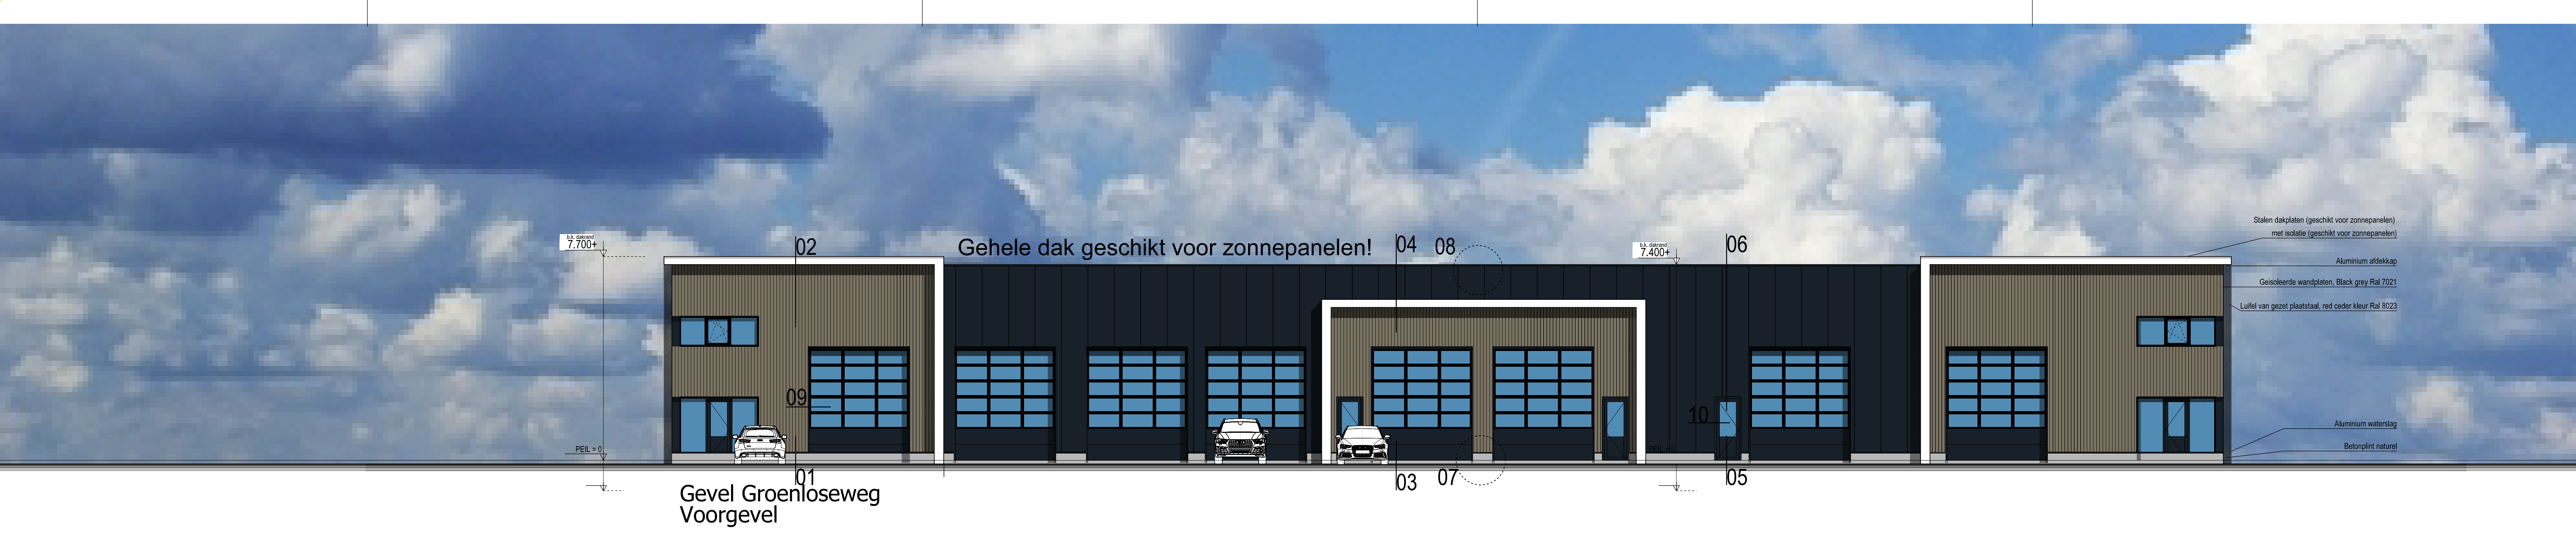 Stalen dakplaten (geschikt voor zonnepanelen)
met isolatie (geschikt voor zonnepanelen)
b.k. dakrand
7.700+
02
Gehele dak geschikt voor zonnepanelen!
04
08
b.k. dakrand
7.400+
06
Aluminium afdekkap
Geisoleerde wandplaten, Black grey Ral 7021
Luifel van gezet plaatstaal, red ceder kleur Ral 8023
09
10
Aluminium waterslag
PEIL = 0
Betonplint naturel
01
03
07
05
Gevel Groenloseweg
Voorgevel